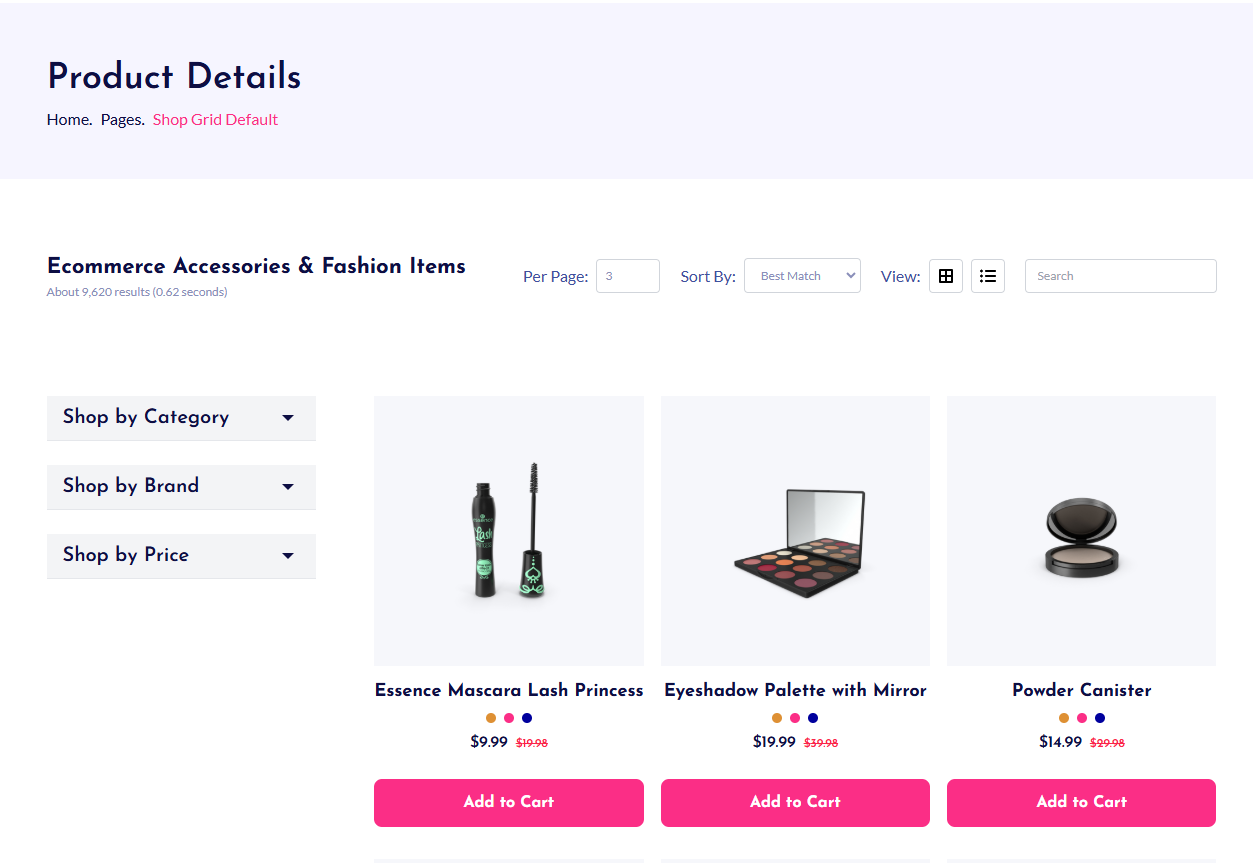 Product Details
Home. Pages. Shop Grid Default
Ecommerce Accessories & Fashion Items
About 9,620 results (0.62 seconds)
Per Page: 3 Sort By: Best Match View: Search
Shop by Category
Shop by Brand
Shop by Price
essence
Lash
Essence Mascara Lash Princess
$9.99 $19.98
Add to Cart
Eyeshadow Palette with Mirror
$19.99 $39.98
Add to Cart
Powder Canister
$14.99 $29.98
Add to Cart